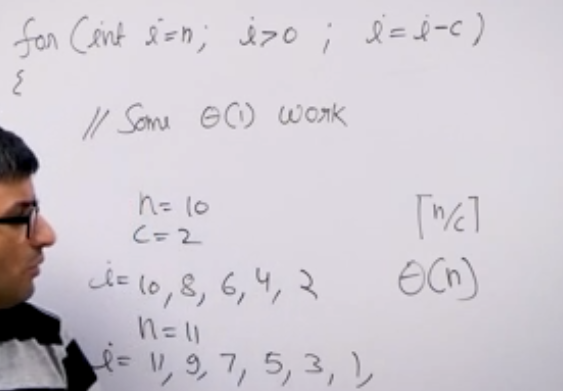 for (int i=n; i>0 ; i=i-c)
{
// Some Θ(1) work
n= 10
c= 2
⌈n/c⌉
i= 10, 8, 6, 4, 2
Θ(n)
n= 11
i= 11, 9, 7, 5, 3, 1,